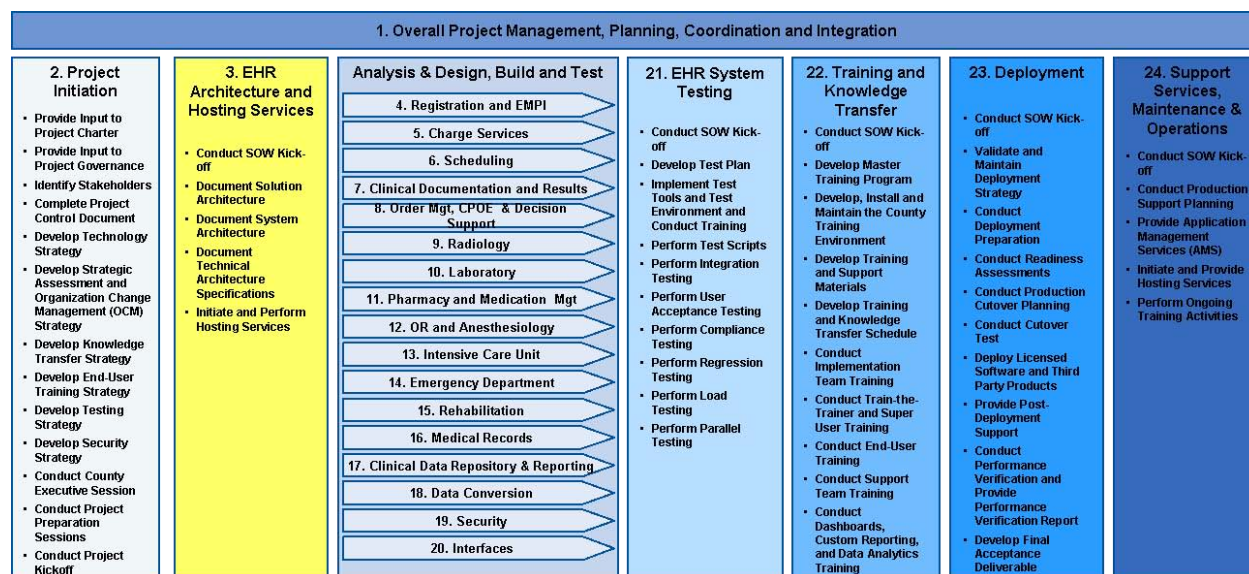 1. Overall Project Management, Planning, Coordination and Integration
2. Project
Initiation
• Provide Input to
Project Charter
• Provide Input to
Project Governance
• Identify Stakeholders
• Complete Project
Control Document
• Develop Technology
Strategy
• Develop Strategic
Assessment and
Organization Change
Management (OCM)
Strategy
• Develop Knowledge
Transfer Strategy
• Develop End-User
Training Strategy
• Develop Testing
Strategy
• Develop Security
Strategy
• Conduct County
Executive Session
• Conduct Project
Preparation
Sessions
• Conduct Project
Kickoff
3. EHR
Architecture and
Hosting Services
• Conduct SOW Kick-
off
• Document Solution
Architecture
• Document System
Architecture
• Document
Technical
Architecture
Specifications
• Initiate and Perform
Hosting Services
Analysis & Design, Build and Test
4. Registration and EMPI
5. Charge Services
6. Scheduling
7. Clinical Documentation and Results
8. Order Mgt, CPOE & Decision
Support
9. Radiology
10. Laboratory
11. Pharmacy and Medication Mgt
12. OR and Anesthesiology
13. Intensive Care Unit
14. Emergency Department
15. Rehabilitation
16. Medical Records
17. Clinical Data Repository & Reporting
18. Data Conversion
19. Security
20. Interfaces
21. EHR System
Testing
• Conduct SOW Kick-
off
• Develop Test Plan
• Implement Test
Tools and Test
Environment and
Conduct Training
• Perform Test Scripts
• Perform Integration
Testing
• Perform User
Acceptance Testing
• Perform Compliance
Testing
• Perform Regression
Testing
• Perform Load
Testing
• Perform Parallel
Testing
22. Training and
Knowledge
Transfer
• Conduct SOW Kick-
off
• Develop Master
Training Program
• Develop, Install and
Maintain the County
Training
Environment
• Develop Training
and Support
Materials
• Develop Training
and Knowledge
Transfer Schedule
• Conduct
Implementation
Team Training
• Conduct Train-the-
Trainer and Super
User Training
• Conduct End-User
Training
• Conduct Support
Team Training
• Conduct
Dashboards,
Custom Reporting,
and Data Analytics
Training
23. Deployment
• Conduct SOW Kick-
off
• Validate and
Maintain
Deployment
Strategy
• Conduct
Deployment
Preparation
• Conduct Readiness
Assessments
• Conduct Production
Cutover Planning
• Conduct Cutover
Test
• Deploy Licensed
Software and Third
Party Products
• Provide Post-
Deployment
Support
• Conduct
Performance
Verification and
Provide
Performance
Verification Report
• Develop Final
Acceptance
Deliverable
24. Support
Services,
Maintenance &
Operations
• Conduct SOW Kick-
off
• Conduct Production
Support Planning
• Provide Application
Management
Services (AMS)
• Initiate and Provide
Hosting Services
• Perform Ongoing
Training Activities